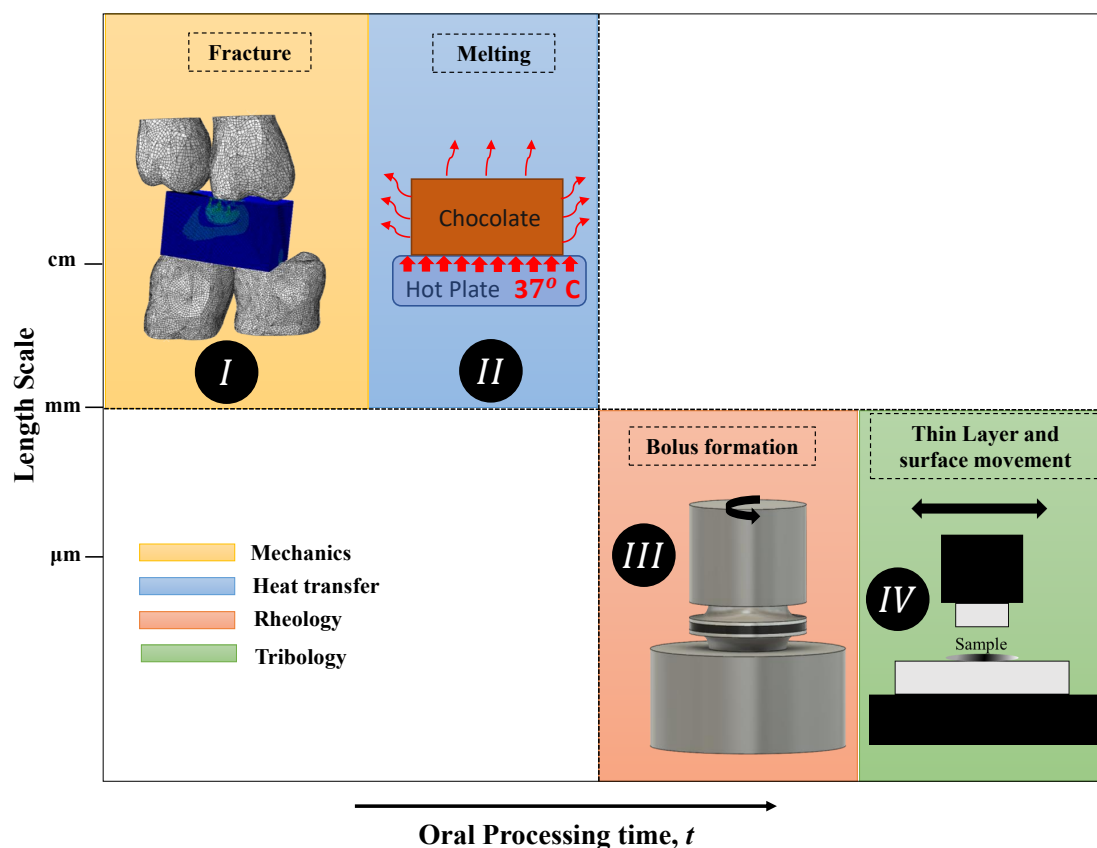 Fracture
Melting
Chocolate
Hot Plate 37° C
I
II
cm
mm
μm
Length Scale
Bolus formation
Thin Layer and
surface movement
III
IV
Sample
Mechanics
Heat transfer
Rheology
Tribology
Oral Processing time, t